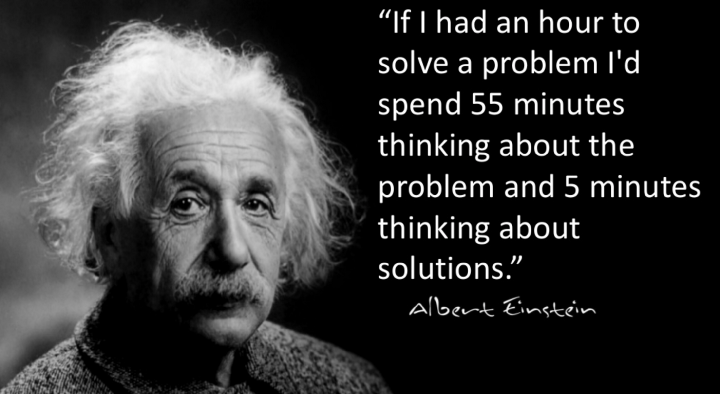 “If I had an hour to
solve a problem I'd
spend 55 minutes
thinking about the
problem and 5 minutes
thinking about
solutions.”
Albert Einstein